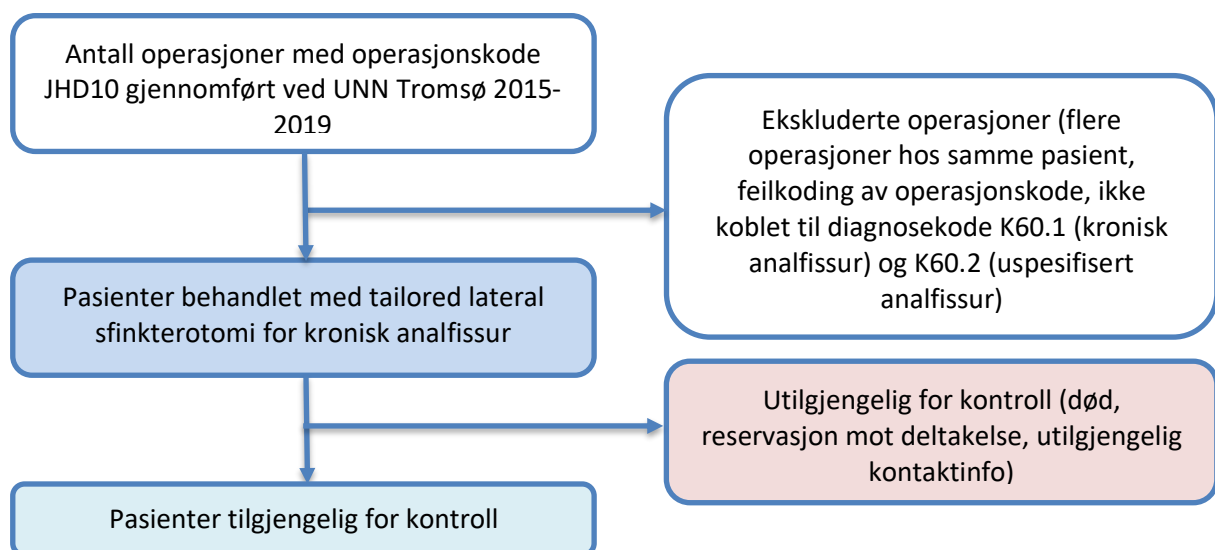 Antall operasjoner med operasjonskode
JHD10 gjennomført ved UNN Tromsø 2015-
2019
Ekskluderte operasjoner (flere
operasjoner hos samme pasient,
feilkoding av operasjonskode, ikke
koblet til diagnosekode K60.1 (kronisk
analfissur) og K60.2 (uspesifisert
analfissur)
Pasienter behandlet med tailored lateral
sfinkterotomi for kronisk analfissur
Utilgjengelig for kontroll (død,
reservasjon mot deltakelse, utilgjengelig
kontaktinfo)
Pasienter tilgjengelig for kontroll